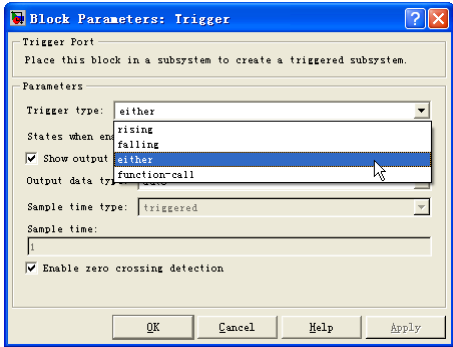 Block Parameters: Trigger
Trigger Port
Place this block in a subsystem to create a triggered subsystem.
Parameters
Trigger type: either
rising
States when
falling
Show output
either
function-call
Output data
Sample time type: triggered
Sample time:
1
Enable zero crossing detection
OK Cancel Help Apply